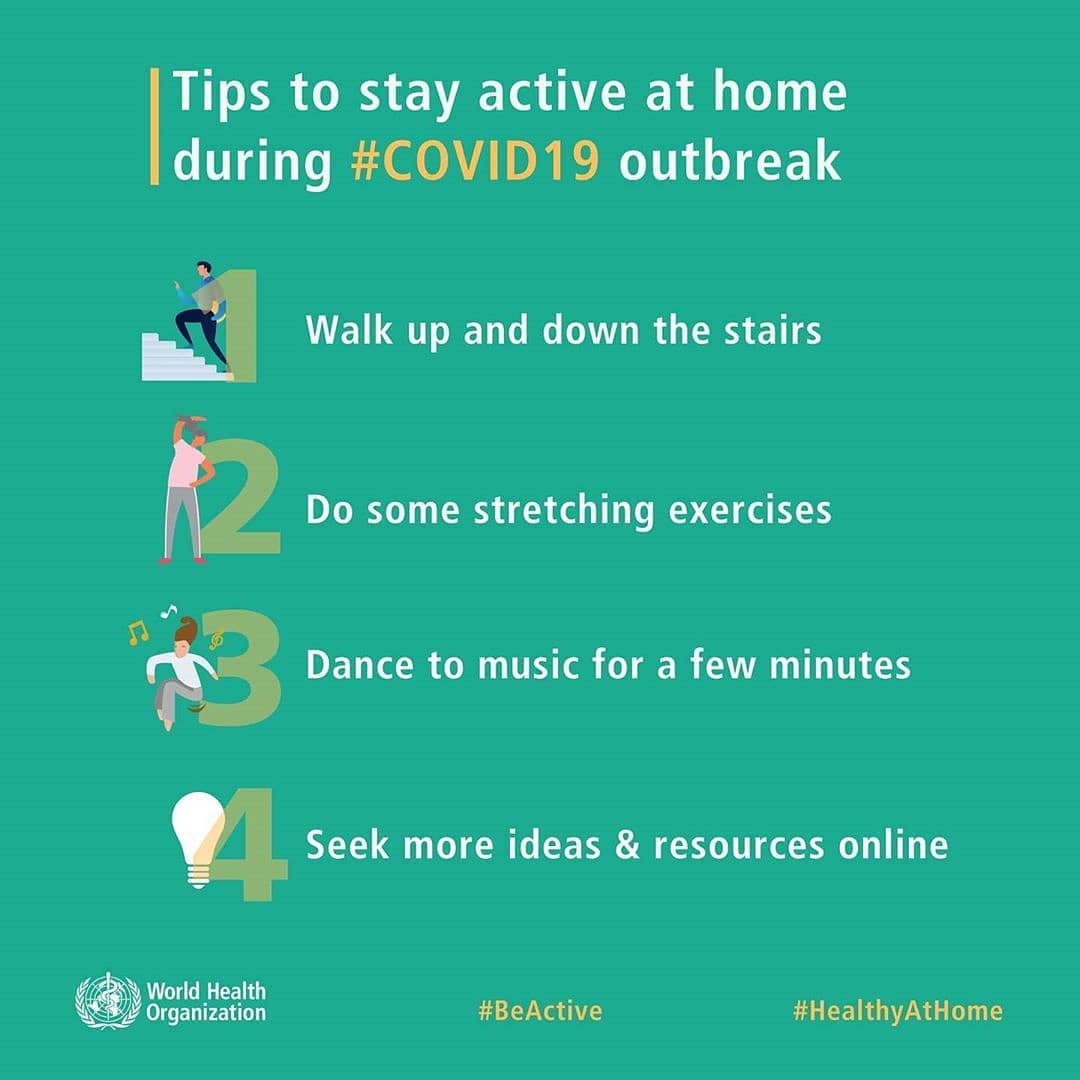 Tips to stay active at home
during #COVID19 outbreak
1
Walk up and down the stairs
2
Do some stretching exercises
3
Dance to music for a few minutes
4
Seek more ideas & resources online
World Health
Organization
#BeActive
#HealthyAtHome